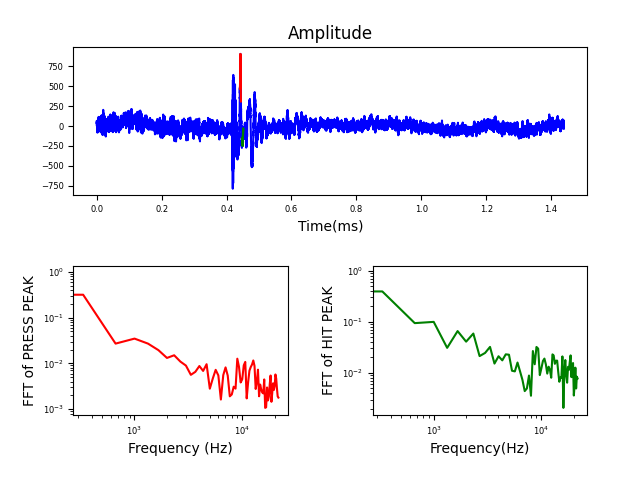 Amplitude
750
500
250
0
−250
−500
−750
0.0 0.2 0.4 0.6 0.8 1.0 1.2 1.4
Time(ms)
FFT of PRESS PEAK
10⁰
10⁻¹
10⁻²
10⁻³
10³ 10⁴
Frequency (Hz)
FFT of HIT PEAK
10⁰
10⁻¹
10⁻²
10³ 10⁴
Frequency(Hz)